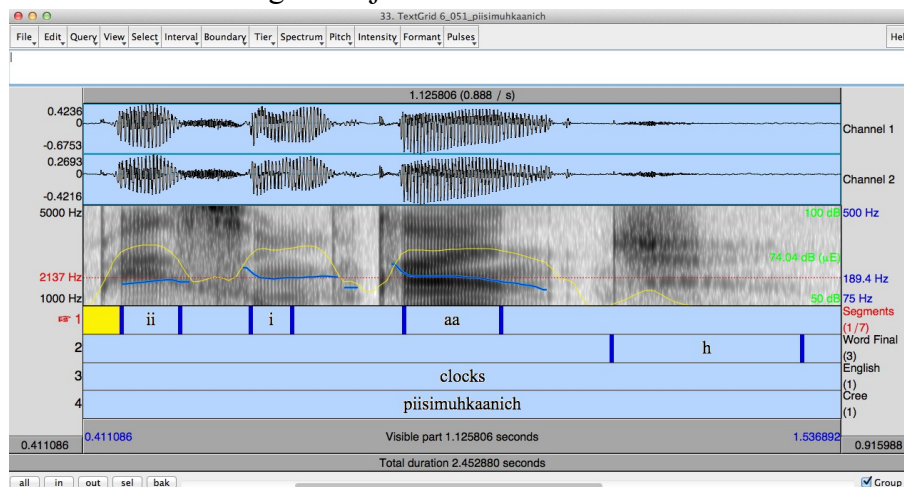 33. TextGrid 6_051_piisimuhkaanich
File Edit Query View Select Interval Boundary Tier Spectrum Pitch Intensity Formant Pulses
1.125806 (0.888 / s)
0.4236
0
-0.6753
Channel 1
0.2693
0
-0.4216
Channel 2
5000 Hz
100 dB
500 Hz
74.04 dB (µE)
2137 Hz
189.4 Hz
1000 Hz
50 dB
75 Hz
1 ii i aa Segments
(1/7)
2 h Word Final
(3)
3 clocks English
(1)
4 piisimuhkaanich Cree
(1)
0.411086 0.411086 Visible part 1.125806 seconds 1.536892 0.915988
Total duration 2.452880 seconds
all in out sel bak Group